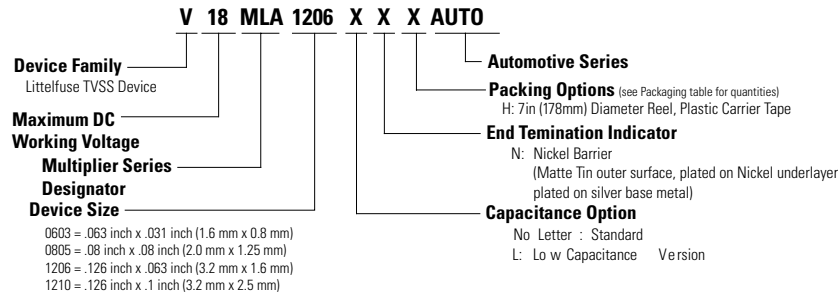 V 18 MLA 1206 X X X AUTO
Device Family
Littelfuse TVSS Device
Maximum DC
Working Voltage
Multiplier Series
Designator
Device Size
0603 = .063 inch x .031 inch (1.6 mm x 0.8 mm)
0805 = .08 inch x .08 inch (2.0 mm x 1.25 mm)
1206 = .126 inch x .063 inch (3.2 mm x 1.6 mm)
1210 = .126 inch x .1 inch (3.2 mm x 2.5 mm)
Automotive Series
Packing Options (see Packaging table for quantities)
H: 7in (178mm) Diameter Reel, Plastic Carrier Tape
End Temination Indicator
N: Nickel Barrier
(Matte Tin outer surface, plated on Nickel underlayer
plated on silver base metal)
Capacitance Option
No Letter : Standard
L: Lo w Capacitance Ve rsion